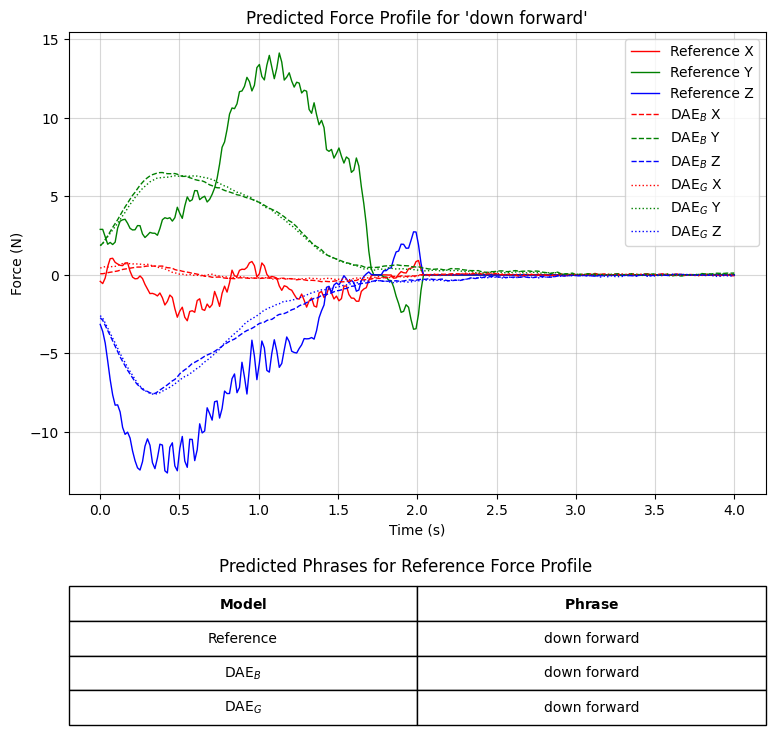 Predicted Force Profile for 'down forward'
Force (N)
15
10
5
0
−5
−10
Reference X
Reference Y
Reference Z
DAE_B X
DAE_B Y
DAE_B Z
DAE_G X
DAE_G Y
DAE_G Z
0.0 0.5 1.0 1.5 2.0 2.5 3.0 3.5 4.0
Time (s)
Predicted Phrases for Reference Force Profile
Model Phrase
Reference down forward
DAE_B down forward
DAE_G down forward